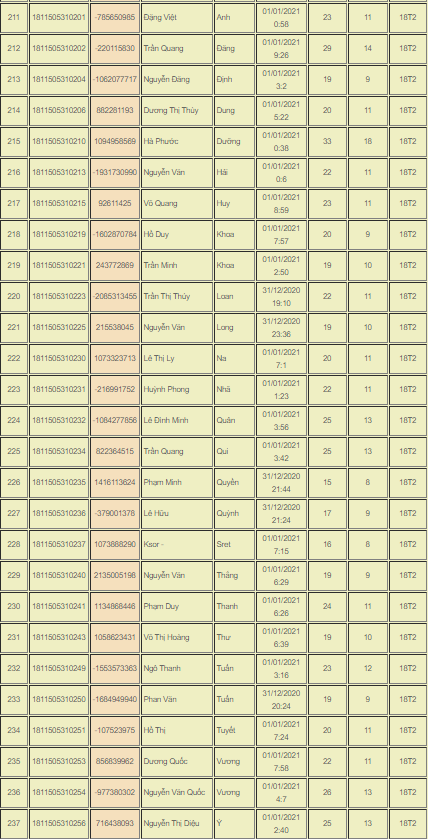 211 1811505310201 -785650985 Đặng Việt Anh 01/01/2021 0:58 23 11 18T2
212 1811505310202 -220115830 Trần Quang Đăng 01/01/2021 9:26 29 14 18T2
213 1811505310204 -1062077717 Nguyễn Đăng Định 01/01/2021 3:2 19 9 18T2
214 1811505310206 882281193 Dương Thị Thùy Dung 01/01/2021 5:22 20 11 18T2
215 1811505310210 1094958569 Hà Phước Dưỡng 01/01/2021 0:38 33 18 18T2
216 1811505310213 -1931730990 Nguyễn Văn Hải 01/01/2021 0:6 22 11 18T2
217 1811505310215 92611425 Võ Quang Huy 01/01/2021 8:59 23 11 18T2
218 1811505310219 -1602870784 Hồ Duy Khoa 01/01/2021 7:57 20 9 18T2
219 1811505310221 243772869 Trần Minh Khoa 01/01/2021 2:50 19 10 18T2
220 1811505310223 -2065313455 Trần Thị Thúy Loan 31/12/2020 19:10 22 11 18T2
221 1811505310225 215538045 Nguyễn Văn Long 31/12/2020 23:36 19 10 18T2
222 1811505310230 1073323713 Lê Thị Ly Na 01/01/2021 7:1 20 11 18T2
223 1811505310231 -216991752 Huỳnh Phong Nhã 01/01/2021 1:23 22 11 18T2
224 1811505310232 -1064277856 Lê Đình Minh Quân 01/01/2021 3:56 25 13 18T2
225 1811505310234 822364515 Trần Quang Qui 01/01/2021 3:42 25 13 18T2
226 1811505310235 1416113624 Phạm Minh Quyền 31/12/2020 21:44 15 8 18T2
227 1811505310236 -379001378 Lê Hữu Quỳnh 31/12/2020 21:24 17 9 18T2
228 1811505310237 1073888290 Ksor - Sret 01/01/2021 7:15 16 8 18T2
229 1811505310240 2135005198 Nguyễn Văn Thăng 01/01/2021 6:29 19 9 18T2
230 1811505310241 1134868446 Phạm Duy Thanh 01/01/2021 6:26 24 11 18T2
231 1811505310243 1058623431 Võ Thị Hoàng Thư 01/01/2021 6:39 19 10 18T2
232 1811505310249 -1553573363 Ngô Thanh Tuấn 01/01/2021 3:16 23 12 18T2
233 1811505310250 -1684949940 Phan Văn Tuấn 31/12/2020 20:24 19 9 18T2
234 1811505310251 -107523975 Hồ Thị Tuyết 01/01/2021 7:24 20 11 18T2
235 1811505310253 856839962 Dương Quốc Vương 01/01/2021 7:58 22 11 18T2
236 1811505310254 -977380302 Nguyễn Văn Quốc Vương 01/01/2021 4:7 26 13 18T2
237 1811505310256 716438093 Nguyễn Thị Diệu Ý 01/01/2021 2:40 25 13 18T2